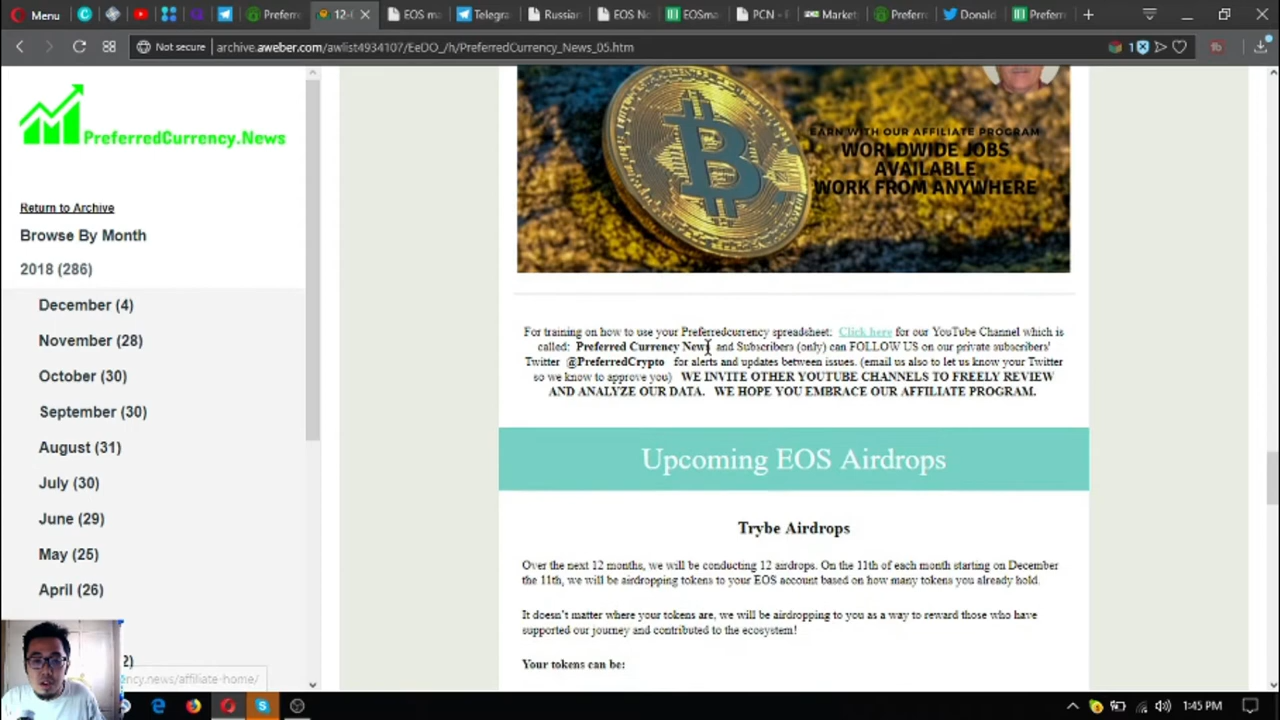 Menu
Preferr
12-0
EOS ma
Telegra
Russian
EOS No
EOSma
PCN - P
Market
Preferr
Donald
Preferr
Not secure
archive.aweber.com/awlist4934107/EeDO_/h/PreferredCurrency_News_05.htm
1
PreferredCurrency.News
Return to Archive
Browse By Month
2018 (286)
December (4)
November (28)
October (30)
September (30)
August (31)
July (30)
June (29)
May (25)
April (26)
2)
ncy.news/affiliate-home/
B
EARN WITH OUR AFFILIATE PROGRAM
WORLDWIDE JOBS
AVAILABLE
WORK FROM ANYWHERE
For training on how to use your Preferredcurrency spreadsheet: Click here for our YouTube Channel which is
called: Preferred Currency News and Subscribers (only) can FOLLOW US on our private subscribers'
Twitter @PreferredCrypto for alerts and updates between issues. (email us also to let us know your Twitter
so we know to approve you) WE INVITE OTHER YOUTUBE CHANNELS TO FREELY REVIEW
AND ANALYZE OUR DATA. WE HOPE YOU EMBRACE OUR AFFILIATE PROGRAM.
Upcoming EOS Airdrops
Trybe Airdrops
Over the next 12 months, we will be conducting 12 airdrops. On the 11th of each month starting on December
the 11th, we will be airdropping tokens to your EOS account based on how many tokens you already hold.
It doesn't matter where your tokens are, we will be airdropping to you as a way to reward those who have
supported our journey and contributed to the ecosystem!
Your tokens can be:
1:45 PM